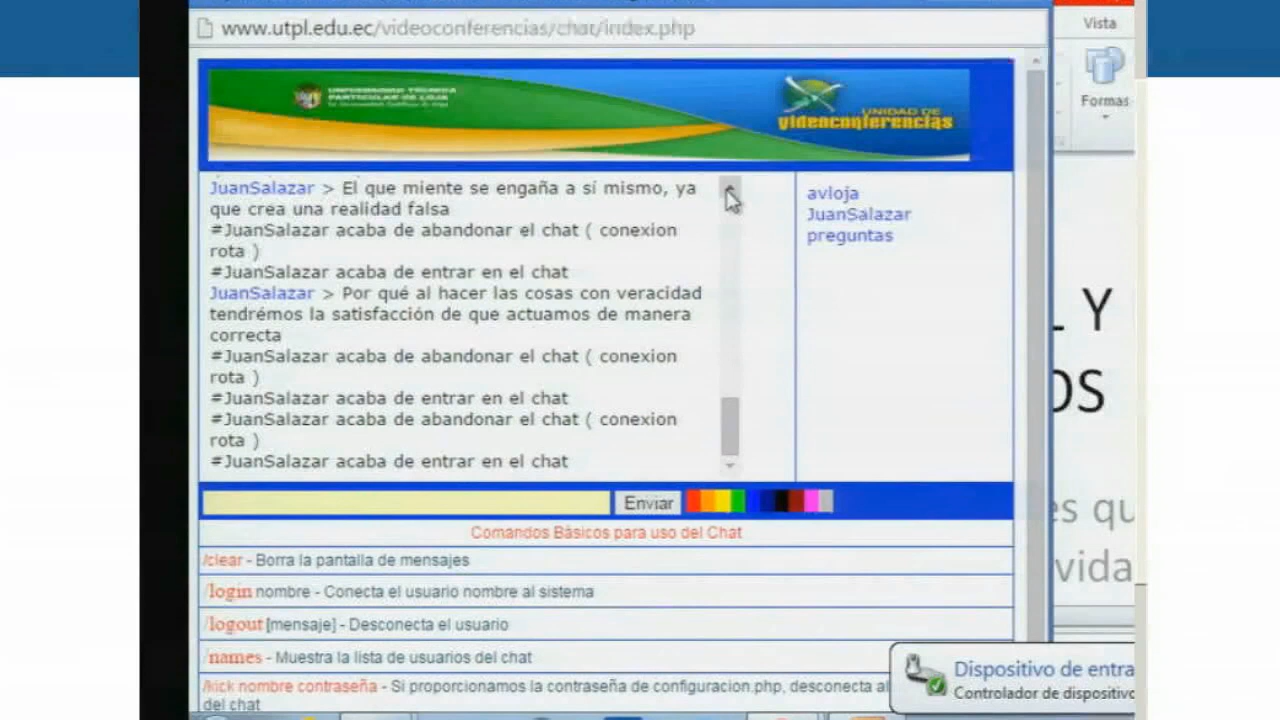 www.utpl.edu.ec/videoconferencias/chat/index.php
Vista
Formas
UNIVERSIDAD TÉCNICA
PARTICULAR DE LOJA
UNIDAD DE
videoconferencias
JuanSalazar > El que miente se engaña a sí mismo, ya
que crea una realidad falsa
#JuanSalazar acaba de abandonar el chat ( conexion
rota )
#JuanSalazar acaba de entrar en el chat
JuanSalazar > Por qué al hacer las cosas con veracidad
tendrémos la satisfacción de que actuamos de manera
correcta
#JuanSalazar acaba de abandonar el chat ( conexion
rota )
#JuanSalazar acaba de entrar en el chat
#JuanSalazar acaba de abandonar el chat ( conexion
rota )
#JuanSalazar acaba de entrar en el chat
avloja
JuanSalazar
preguntas
L Y
OS
es qu
vida
Enviar
Comandos Básicos para uso del Chat
/clear - Borra la pantalla de mensajes
/login nombre - Conecta el usuario nombre al sistema
/logout [mensaje] - Desconecta el usuario
/names - Muestra la lista de usuarios del chat
/kick nombre contraseña - Si proporcionamos la contraseña de configuracion.php, desconecta al
del chat
Dispositivo de entra
Controlador de dispositivo